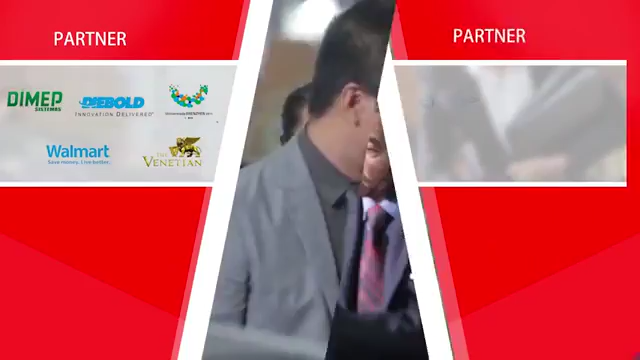 PARTNER
PARTNER
DIMEP
SISTEMAS
DIEBOLD
INNOVATION DELIVERED
Walmart
Save money. Live better.
THE
VENETIAN